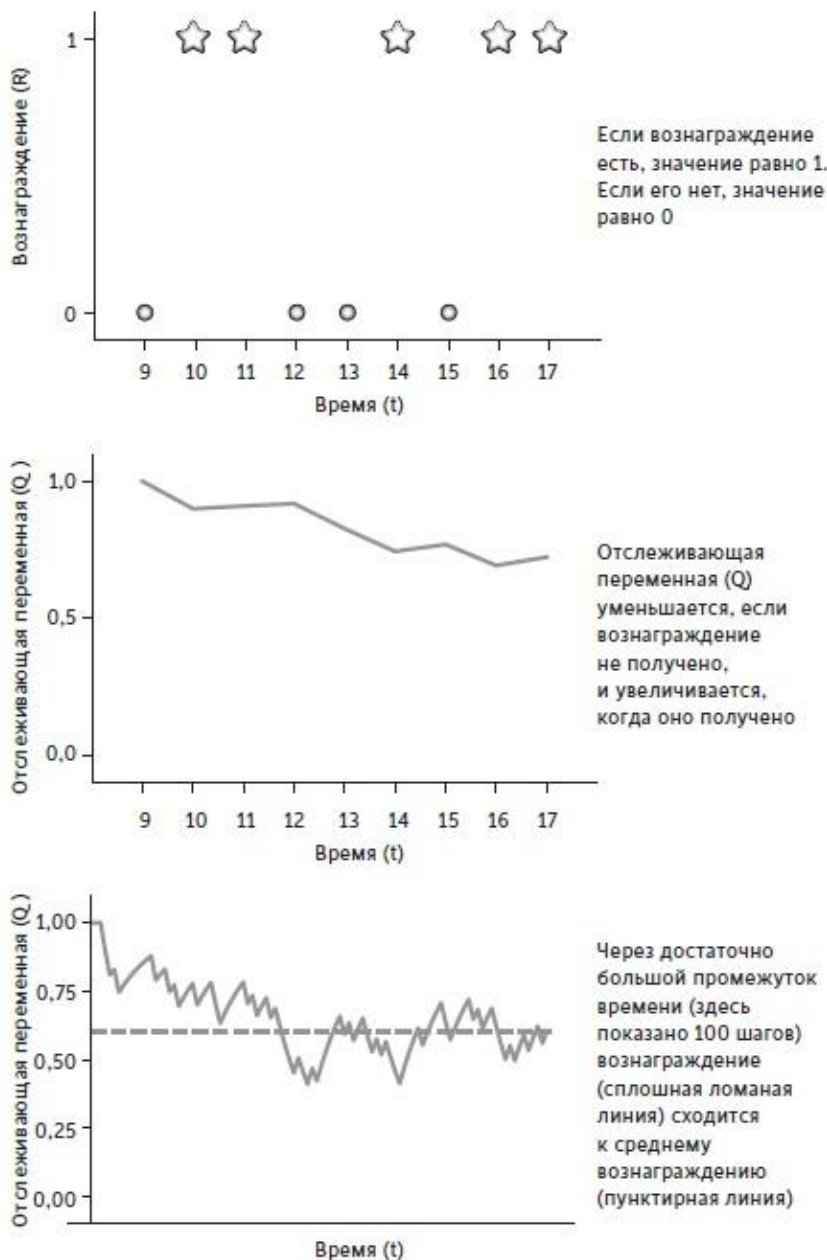 Вознаграждение (R)
1
0
9 10 11 12 13 14 15 16 17
Время (t)
Если вознаграждение
есть, значение равно 1.
Если его нет, значение
равно 0
Отслеживающая переменная (Q )
1,0
0,5
0,0
9 10 11 12 13 14 15 16 17
Время (t)
Отслеживающая
переменная (Q)
уменьшается, если
вознаграждение
не получено,
и увеличивается,
когда оно получено
Отслеживающая переменная (Q )
1,00
0,75
0,50
0,25
0,00
Время (t)
Через достаточно
большой промежуток
времени (здесь
показано 100 шагов)
вознаграждение
(сплошная ломаная
линия) сходится
к среднему
вознаграждению
(пунктирная линия)